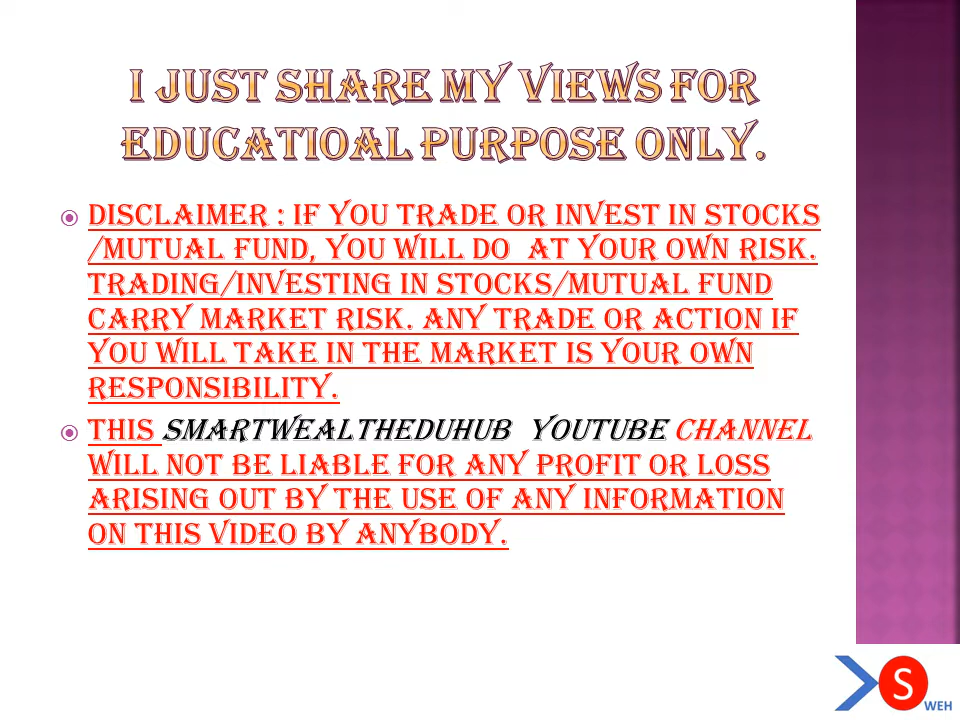 I JUST SHARE MY VIEWS FOR
EDUCATIOAL PURPOSE ONLY.
DISCLAIMER : IF YOU TRADE OR INVEST IN STOCKS
/MUTUAL FUND, YOU WILL DO AT YOUR OWN RISK.
TRADING/INVESTING IN STOCKS/MUTUAL FUND
CARRY MARKET RISK. ANY TRADE OR ACTION IF
YOU WILL TAKE IN THE MARKET IS YOUR OWN
RESPONSIBILITY.
THIS SMARTWEALTHEDUHUB YOUTUBE CHANNEL
WILL NOT BE LIABLE FOR ANY PROFIT OR LOSS
ARISING OUT BY THE USE OF ANY INFORMATION
ON THIS VIDEO BY ANYBODY.
S
WEH